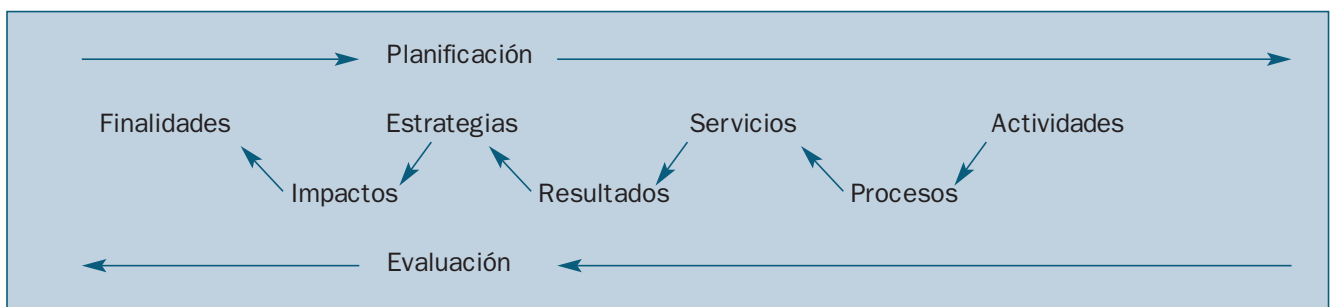 Planificación
Finalidades Estrategias Servicios Actividades
Impactos Resultados Procesos
Evaluación